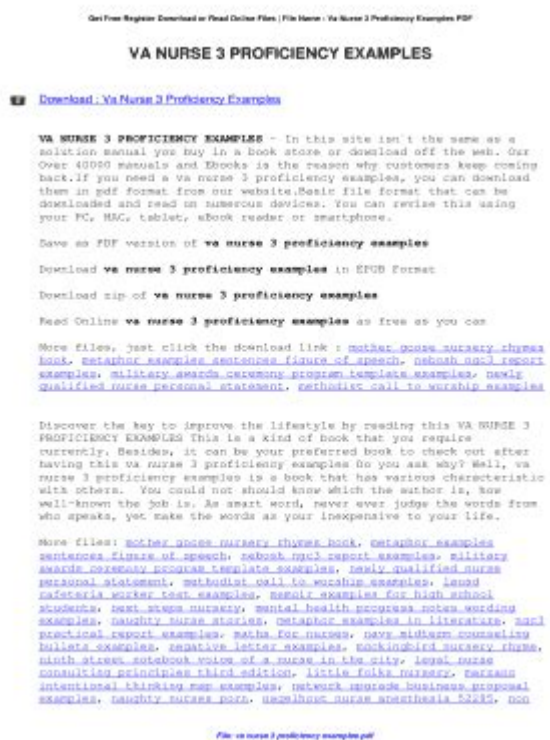 Get Free Register Download or Read Online Files | File Name : Va Nurse 3 Proficiency Examples PDF
VA NURSE 3 PROFICIENCY EXAMPLES
Download : Va Nurse 3 Proficiency Examples
VA NURSE 3 PROFICIENCY EXAMPLES - In this site isn`t the same as a
solution manual you buy in a book store or download off the web. Our
Over 40000 manuals and Ebooks is the reason why customers keep coming
back.If you need a va nurse 3 proficiency examples, you can download
them in pdf format from our website.Basic file format that can be
downloaded and read on numerous devices. You can revise this using
your PC, MAC, tablet, eBook reader or smartphone.
Save as PDF version of va nurse 3 proficiency examples
Download va nurse 3 proficiency examples in EPUB Format
Download zip of va nurse 3 proficiency examples
Read Online va nurse 3 proficiency examples as free as you can
More files, just click the download link : mother goose nursery rhymes
book, metaphor examples sentences figure of speech, nebosh ngc3 report
examples, military awards ceremony program template examples, newly
qualified nurse personal statement, methodist call to worship examples
Discover the key to improve the lifestyle by reading this VA NURSE 3
PROFICIENCY EXAMPLES This is a kind of book that you require
currently. Besides, it can be your preferred book to check out after
having this va nurse 3 proficiency examples Do you ask why? Well, va
nurse 3 proficiency examples is a book that has various characteristic
with others. You could not should know which the author is, how
well-known the job is. As smart word, never ever judge the words from
who speaks, yet make the words as your inexpensive to your life.
More files: mother goose nursery rhymes book, metaphor examples
sentences figure of speech, nebosh ngc3 report examples, military
awards ceremony program template examples, newly qualified nurse
personal statement, methodist call to worship examples, lausd
cafeteria worker test examples, memoir examples for high school
students, next steps nursery, mental health progress notes wording
examples, naughty nurse stories, metaphor examples in literature, ngc3
practical report examples, maths for nurses, navy midterm counseling
bullets examples, negative letter examples, mockingbird nursery rhyme,
ninth street notebook voice of a nurse in the city, legal nurse
consulting principles third edition, little folks nursery, marzano
intentional thinking map examples, network upgrade business proposal
examples, naughty nurses porn, nagelhout nurse anesthesia 52285, non
File: va nurse 3 proficiency examples.pdf